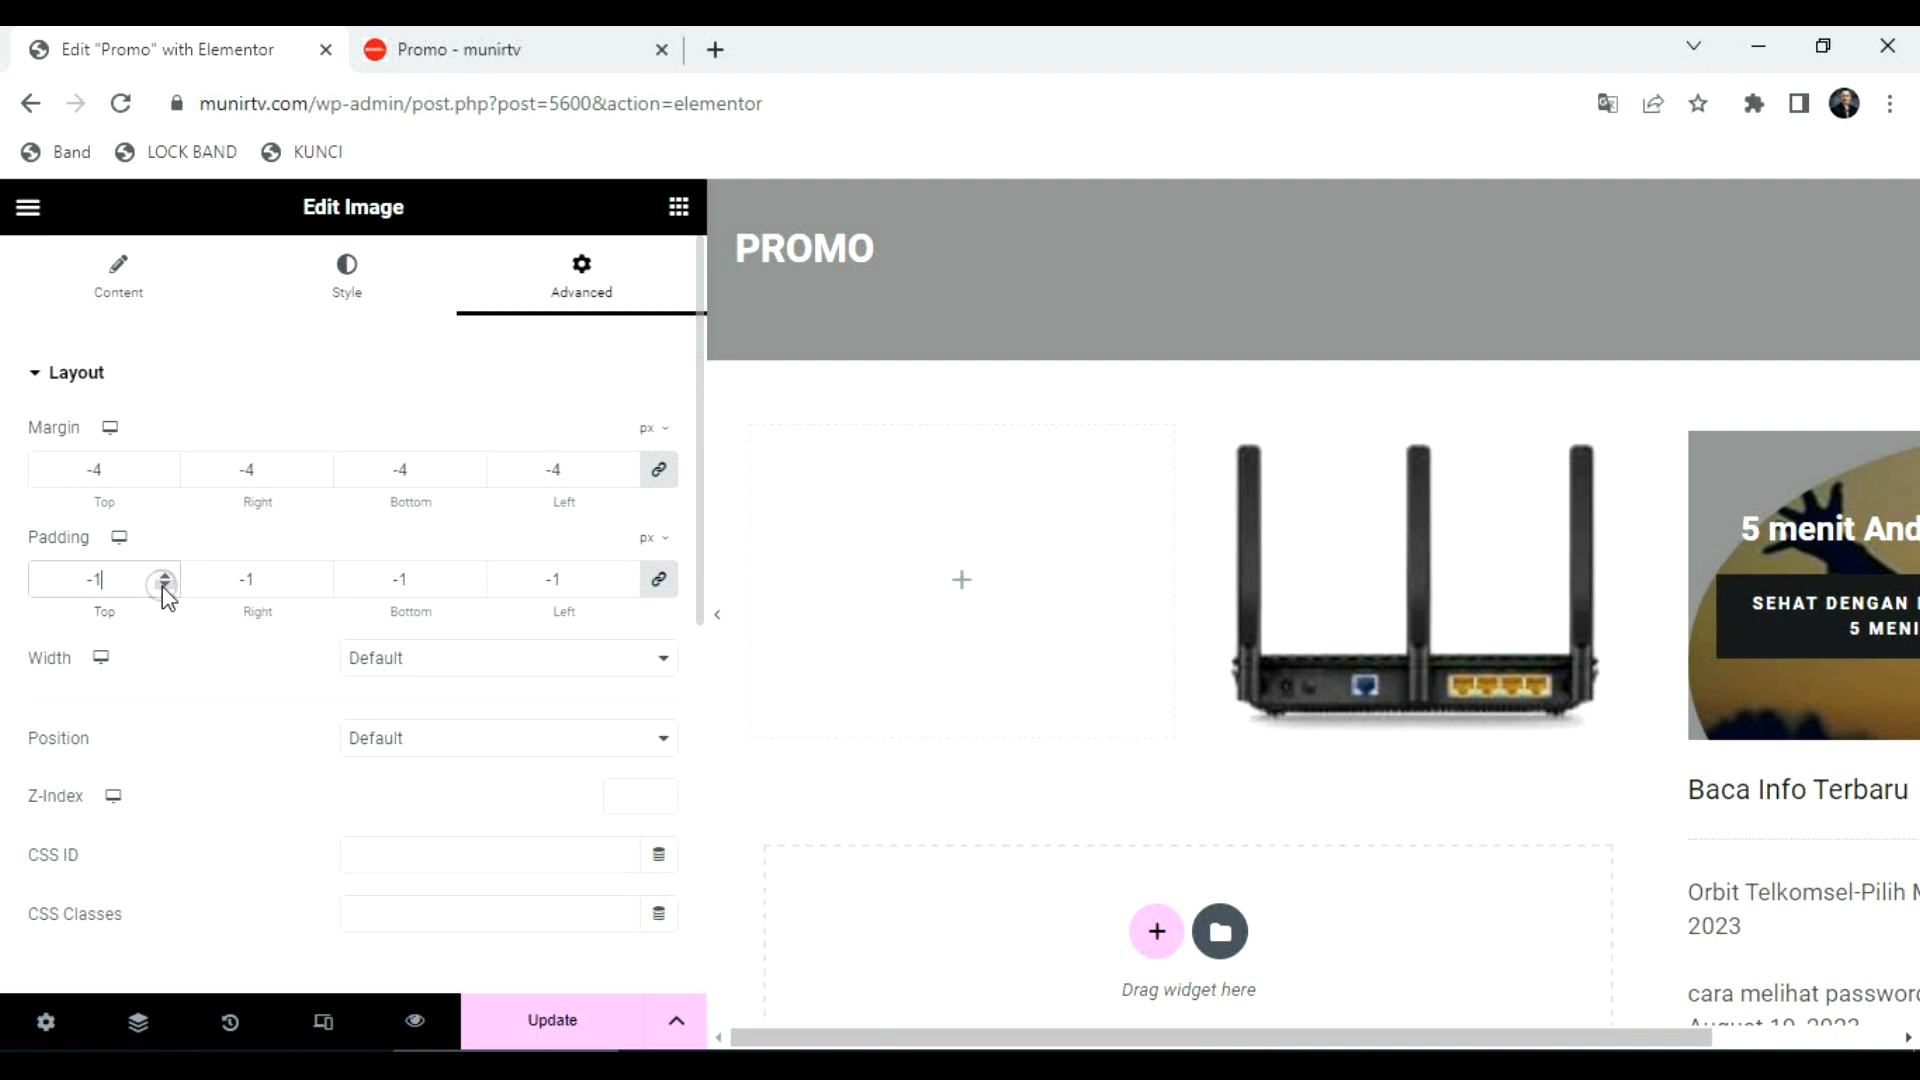 Edit "Promo" with Elementor
Promo - munirtv
munirtv.com/wp-admin/post.php?post=5600&action=elementor
Band
LOCK BAND
KUNCI
Edit Image
Content
Style
Advanced
Layout
Margin
px
-4
-4
-4
-4
Top
Right
Bottom
Left
Padding
px
-1
-1
-1
-1
Top
Right
Bottom
Left
Width
Default
Position
Default
Z-Index
CSS ID
CSS Classes
Update
PROMO
Drag widget here
5 menit And
SEHAT DENGAN
5 MENI
Baca Info Terbaru
Orbit Telkomsel-Pilih
2023
cara melihat passwor